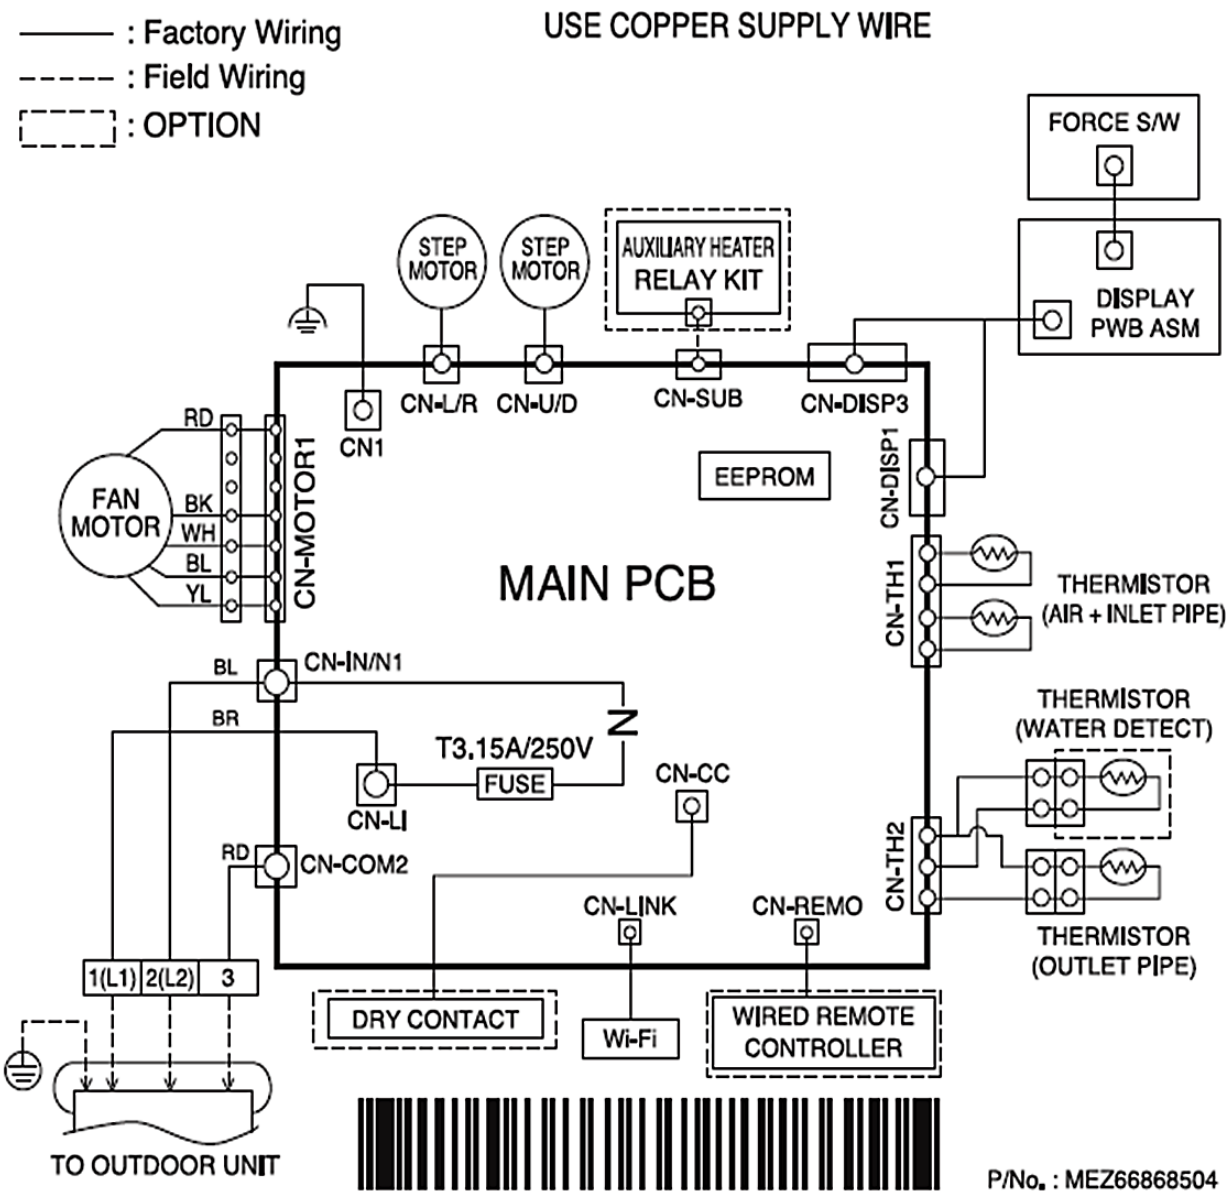 : Factory Wiring
: Field Wiring
: OPTION
USE COPPER SUPPLY WIRE
FORCE S/W
DISPLAY
PWB ASM
STEP
MOTOR
STEP
MOTOR
AUXILIARY HEATER
RELAY KIT
CN-L/R
CN-U/D
CN-SUB
CN-DISP3
CN1
RD
BK
WH
BL
YL
FAN
MOTOR
CN-MOTOR1
EEPROM
CN-DISP1
MAIN PCB
CN-TH1
THERMISTOR
(AIR + INLET PIPE)
BL
CN-IN/N1
BR
N
T3.15A/250V
FUSE
CN-LI
CN-CC
THERMISTOR
(WATER DETECT)
CN-TH2
RD
CN-COM2
THERMISTOR
(OUTLET PIPE)
CN-LINK
CN-REMO
1(L1) 2(L2) 3
DRY CONTACT
Wi-Fi
WIRED REMOTE
CONTROLLER
TO OUTDOOR UNIT
P/No. : MEZ66868504